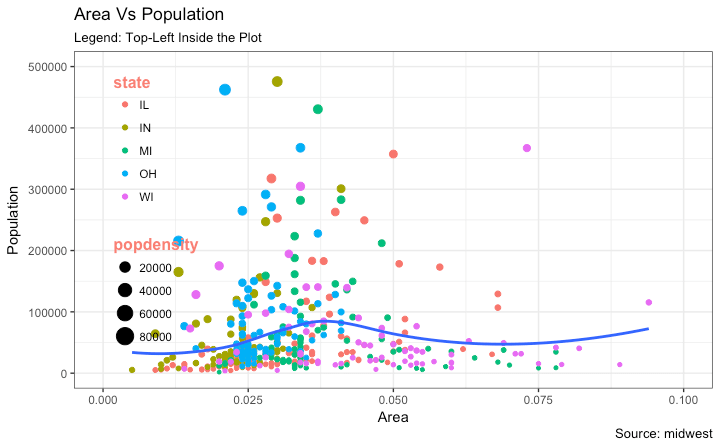 Area Vs Population
Legend: Top-Left Inside the Plot
Population
500000
400000
300000
200000
100000
0
state
IL
IN
MI
OH
WI
popdensity
20000
40000
60000
80000
0.000
0.025
0.050
0.075
0.100
Area
Source: midwest